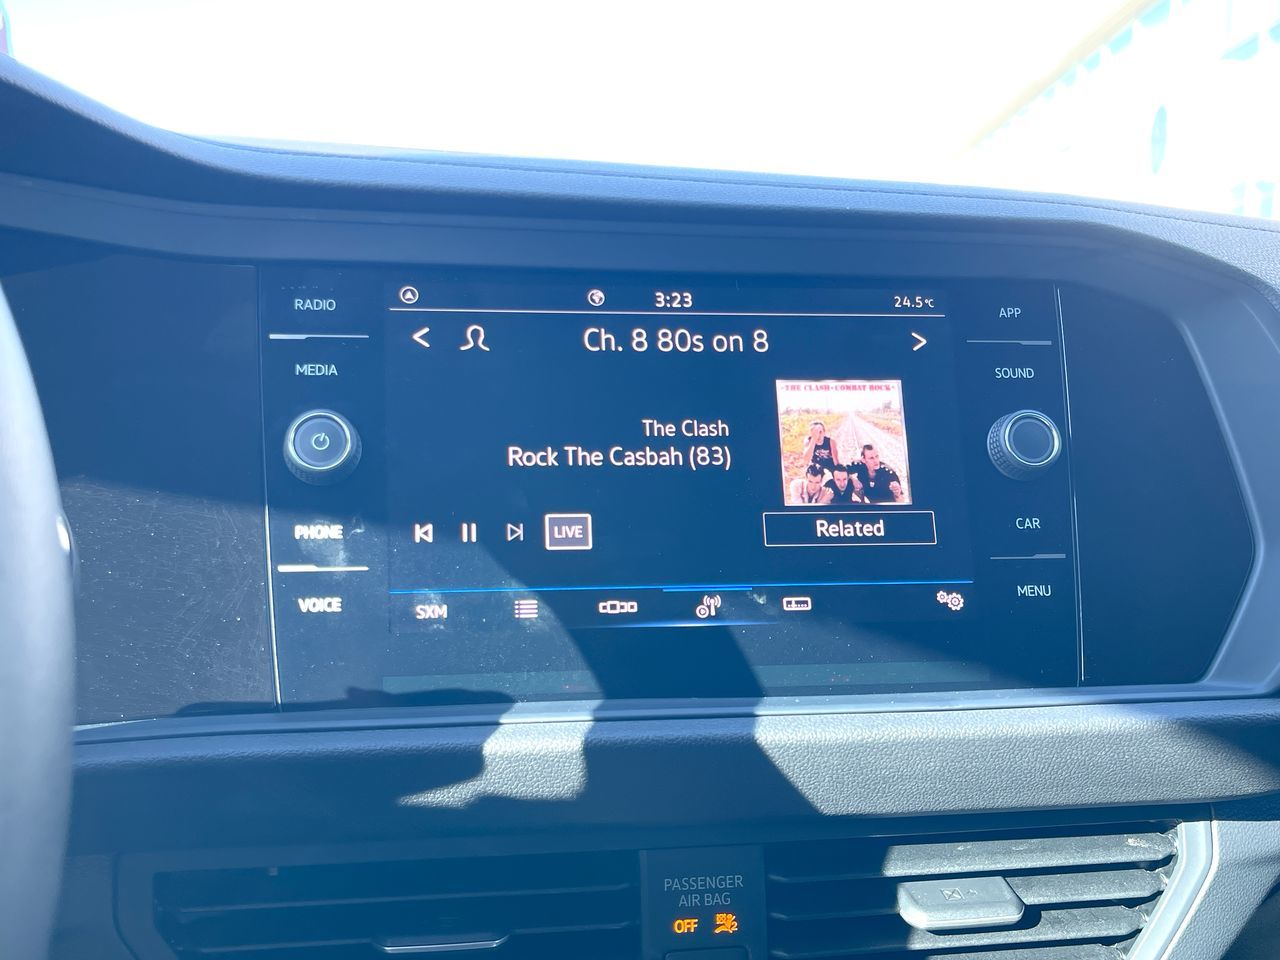 RADIO
MEDIA
PHONE
VOICE
3:23
24.5°C
< Ch. 8 80s on 8 >
THE CLASH•COMBAT ROCK
The Clash
Rock The Casbah (83)
LIVE
Related
SXM
APP
SOUND
CAR
MENU
PASSENGER
AIR BAG
OFF
2